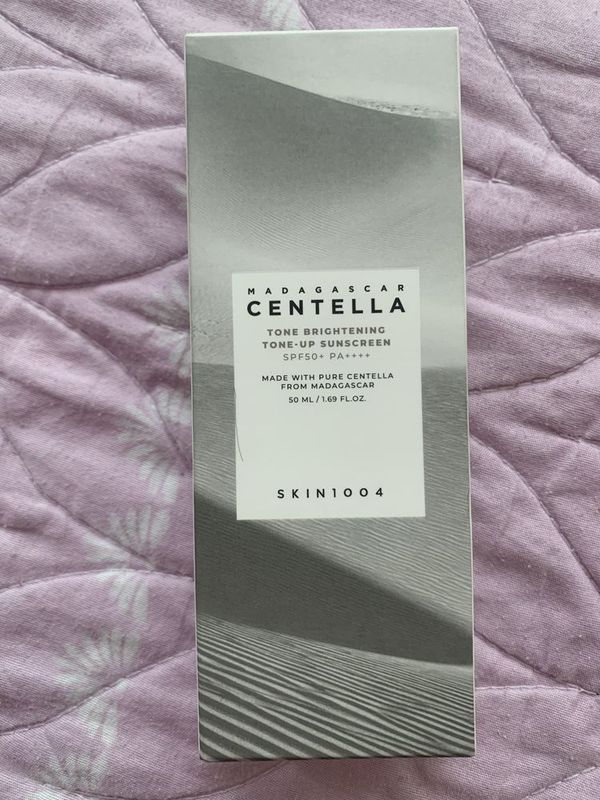 MADAGASCAR
CENTELLA
TONE BRIGHTENING
TONE-UP SUNSCREEN
SPF50+ PA++++
MADE WITH PURE CENTELLA
FROM MADAGASCAR
50 ML / 1.69 FL.OZ.
SKIN1004